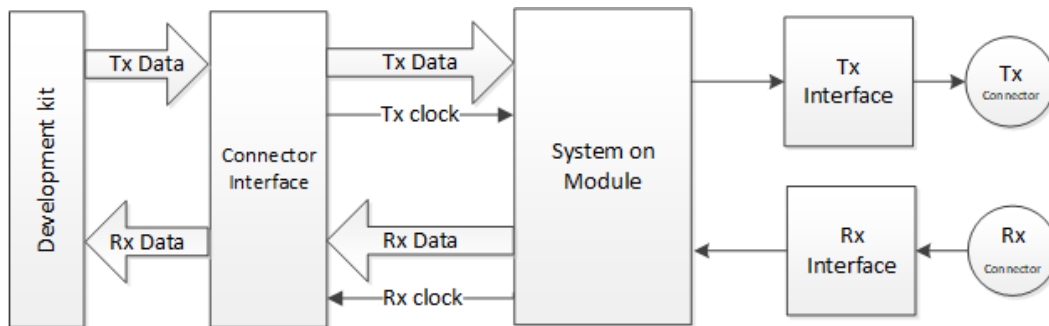 Development kit
Tx Data
Rx Data
Connector
Interface
Tx Data
Tx clock
Rx Data
Rx clock
System on
Module
Tx
Interface
Tx
Connector
Rx
Interface
Rx
Connector